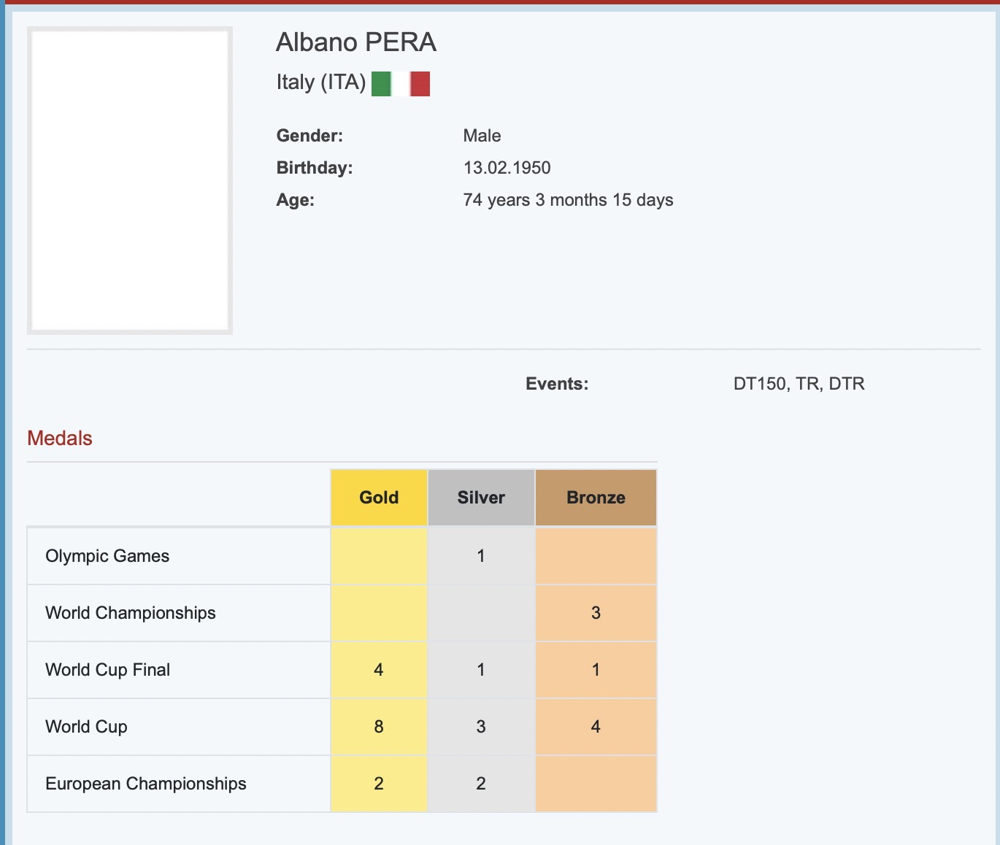 Albano PERA
Italy (ITA)
Gender: Male
Birthday: 13.02.1950
Age: 74 years 3 months 15 days
Events: DT150, TR, DTR
Medals
Gold Silver Bronze
Olympic Games 1
World Championships 3
World Cup Final 4 1 1
World Cup 8 3 4
European Championships 2 2